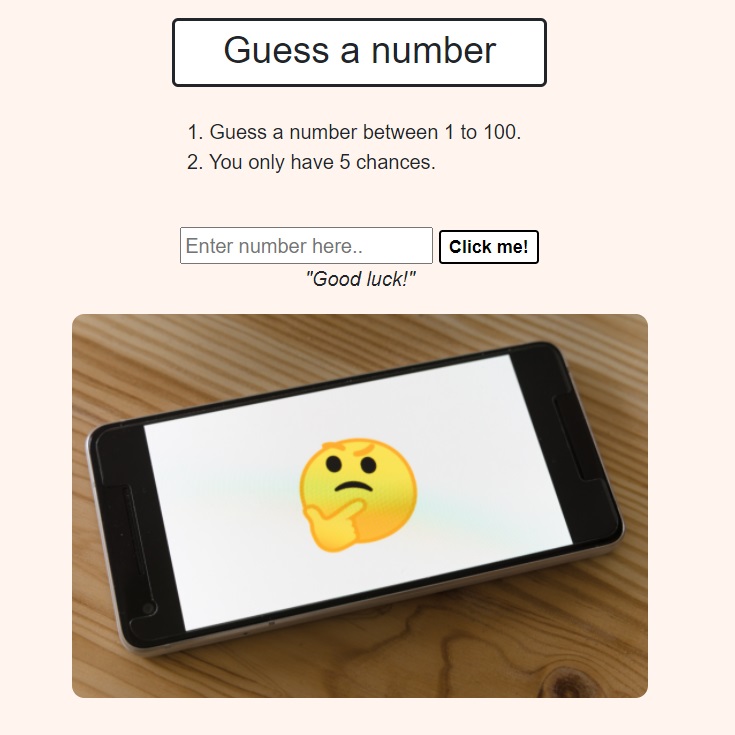 Guess a number
1. Guess a number between 1 to 100.
2. You only have 5 chances.
Enter number here.. Click me!
"Good luck!"